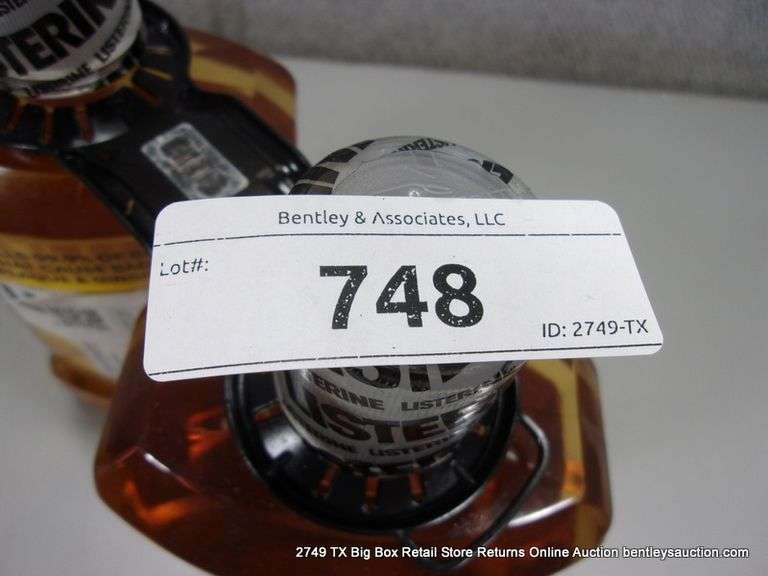 Bentley & Associates, LLC
Lot#:
748
ID: 2749-TX
LISTERINE
LISTERINE
2749 TX Big Box Retail Store Returns Online Auction bentleysauction.com